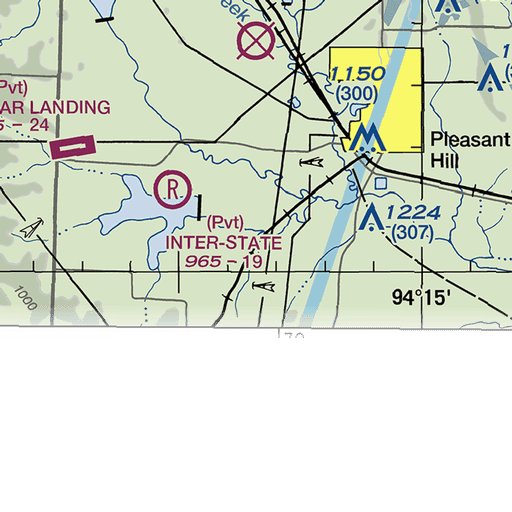 eek
Pvt)
AR LANDING
5 - 24
1150
(300)
Pleasant
Hill
R
(Pvt)
INTER-STATE
965 - 19
1224
(307)
1000
94°15'